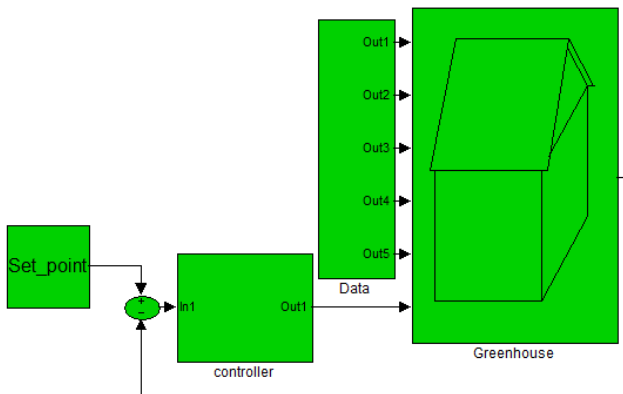 Out1
Out2
Out3
Out4
Out5
Data
Set_point
+
−
In1
Out1
controller
Greenhouse